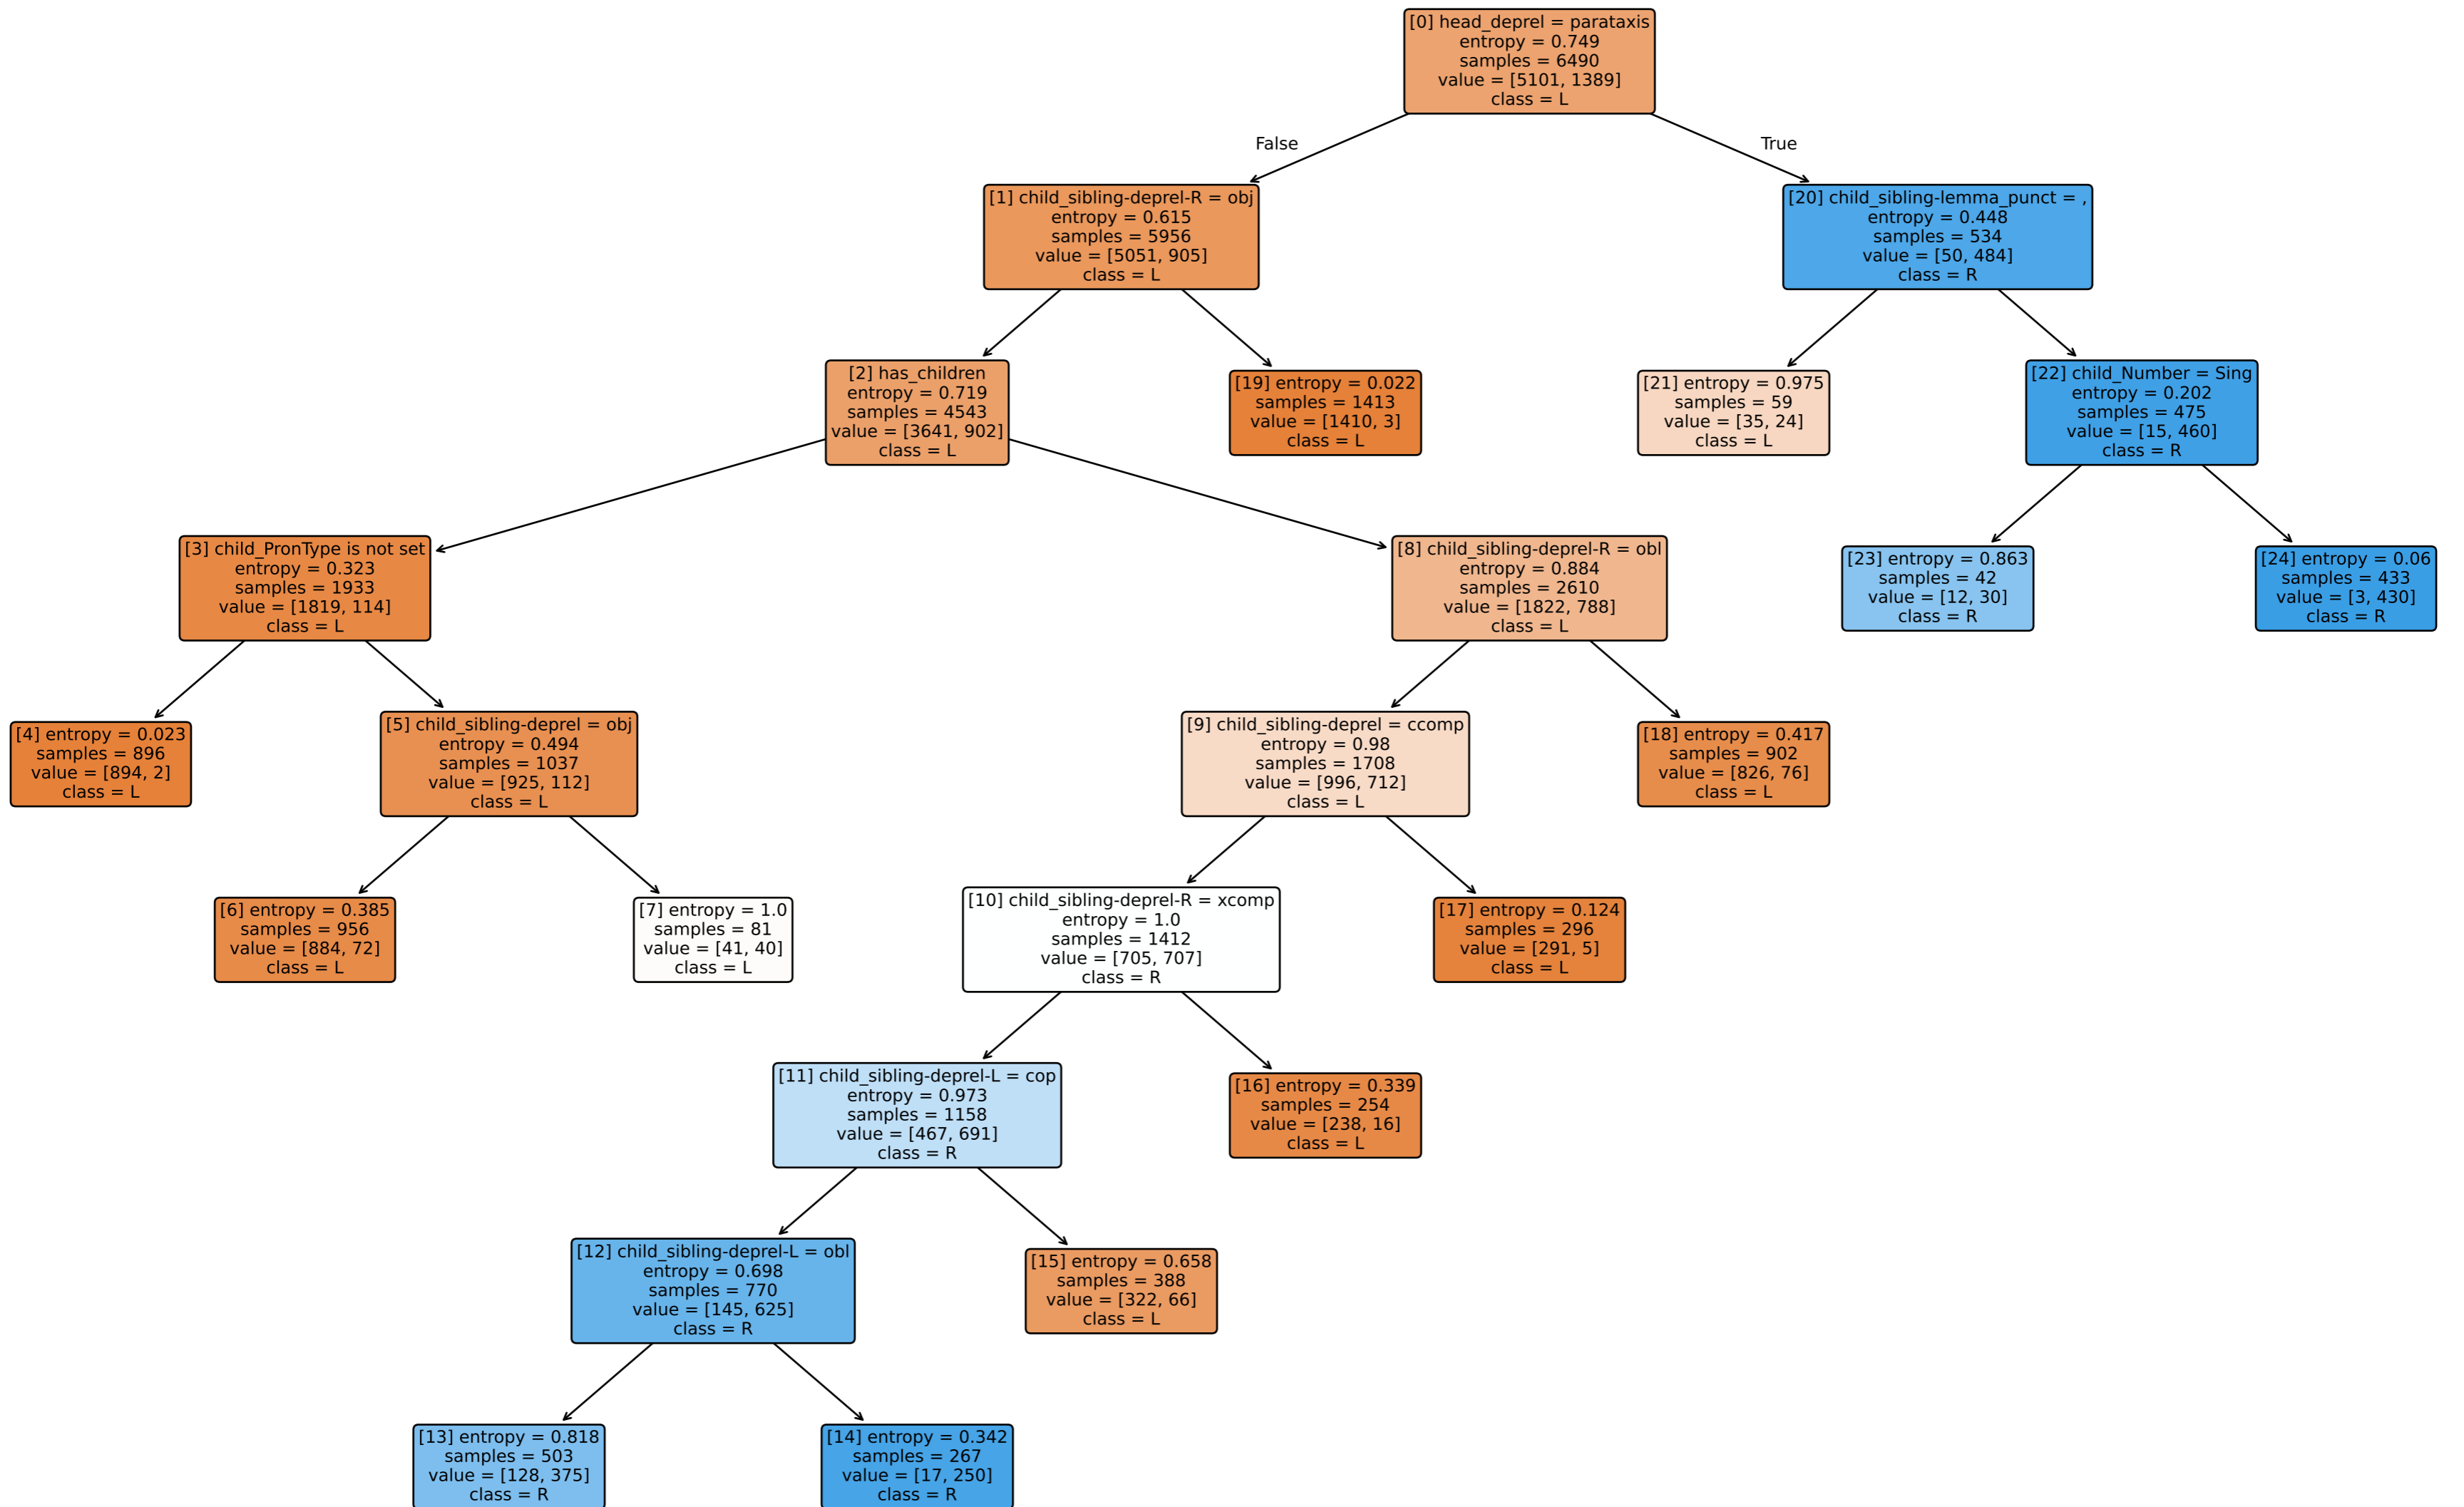 [0] head_deprel = parataxis
entropy = 0.749
samples = 6490
value = [5101, 1389]
class = L
False
True
[1] child_sibling-deprel-R = obj
entropy = 0.615
samples = 5956
value = [5051, 905]
class = L
[20] child_sibling-lemma_punct = ,
entropy = 0.448
samples = 534
value = [50, 484]
class = R
[2] has_children
entropy = 0.719
samples = 4543
value = [3641, 902]
class = L
[19] entropy = 0.022
samples = 1413
value = [1410, 3]
class = L
[21] entropy = 0.975
samples = 59
value = [35, 24]
class = L
[22] child_Number = Sing
entropy = 0.202
samples = 475
value = [15, 460]
class = R
[3] child_PronType is not set
entropy = 0.323
samples = 1933
value = [1819, 114]
class = L
[8] child_sibling-deprel-R = obl
entropy = 0.884
samples = 2610
value = [1822, 788]
class = L
[23] entropy = 0.863
samples = 42
value = [12, 30]
class = R
[24] entropy = 0.06
samples = 433
value = [3, 430]
class = R
[4] entropy = 0.023
samples = 896
value = [894, 2]
class = L
[5] child_sibling-deprel = obj
entropy = 0.494
samples = 1037
value = [925, 112]
class = L
[9] child_sibling-deprel = ccomp
entropy = 0.98
samples = 1708
value = [996, 712]
class = L
[18] entropy = 0.417
samples = 902
value = [826, 76]
class = L
[6] entropy = 0.385
samples = 956
value = [884, 72]
class = L
[7] entropy = 1.0
samples = 81
value = [41, 40]
class = L
[10] child_sibling-deprel-R = xcomp
entropy = 1.0
samples = 1412
value = [705, 707]
class = R
[17] entropy = 0.124
samples = 296
value = [291, 5]
class = L
[11] child_sibling-deprel-L = cop
entropy = 0.973
samples = 1158
value = [467, 691]
class = R
[16] entropy = 0.339
samples = 254
value = [238, 16]
class = L
[12] child_sibling-deprel-L = obl
entropy = 0.698
samples = 770
value = [145, 625]
class = R
[15] entropy = 0.658
samples = 388
value = [322, 66]
class = L
[13] entropy = 0.818
samples = 503
value = [128, 375]
class = R
[14] entropy = 0.342
samples = 267
value = [17, 250]
class = R